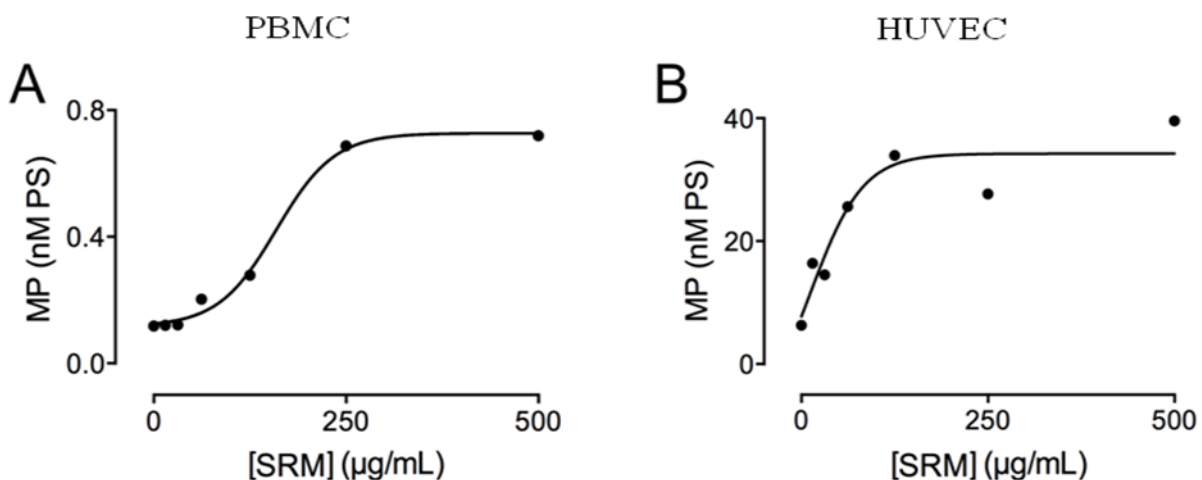 PBMC
HUVEC
A
B
MP (nM PS)
0.8
0.4
0.0
0
250
500
[SRM] (µg/mL)
MP (nM PS)
40
20
0
0
250
500
[SRM] (µg/mL)